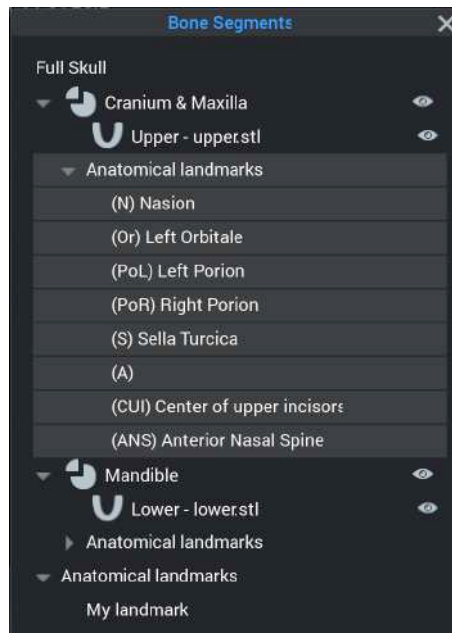 Bone Segments
Full Skull
Cranium & Maxilla
Upper - upper.stl
Anatomical landmarks
(N) Nasion
(Or) Left Orbitale
(PoL) Left Porion
(PoR) Right Porion
(S) Sella Turcica
(A)
(CUI) Center of upper incisors
(ANS) Anterior Nasal Spine
Mandible
Lower - lower.stl
Anatomical landmarks
Anatomical landmarks
My landmark